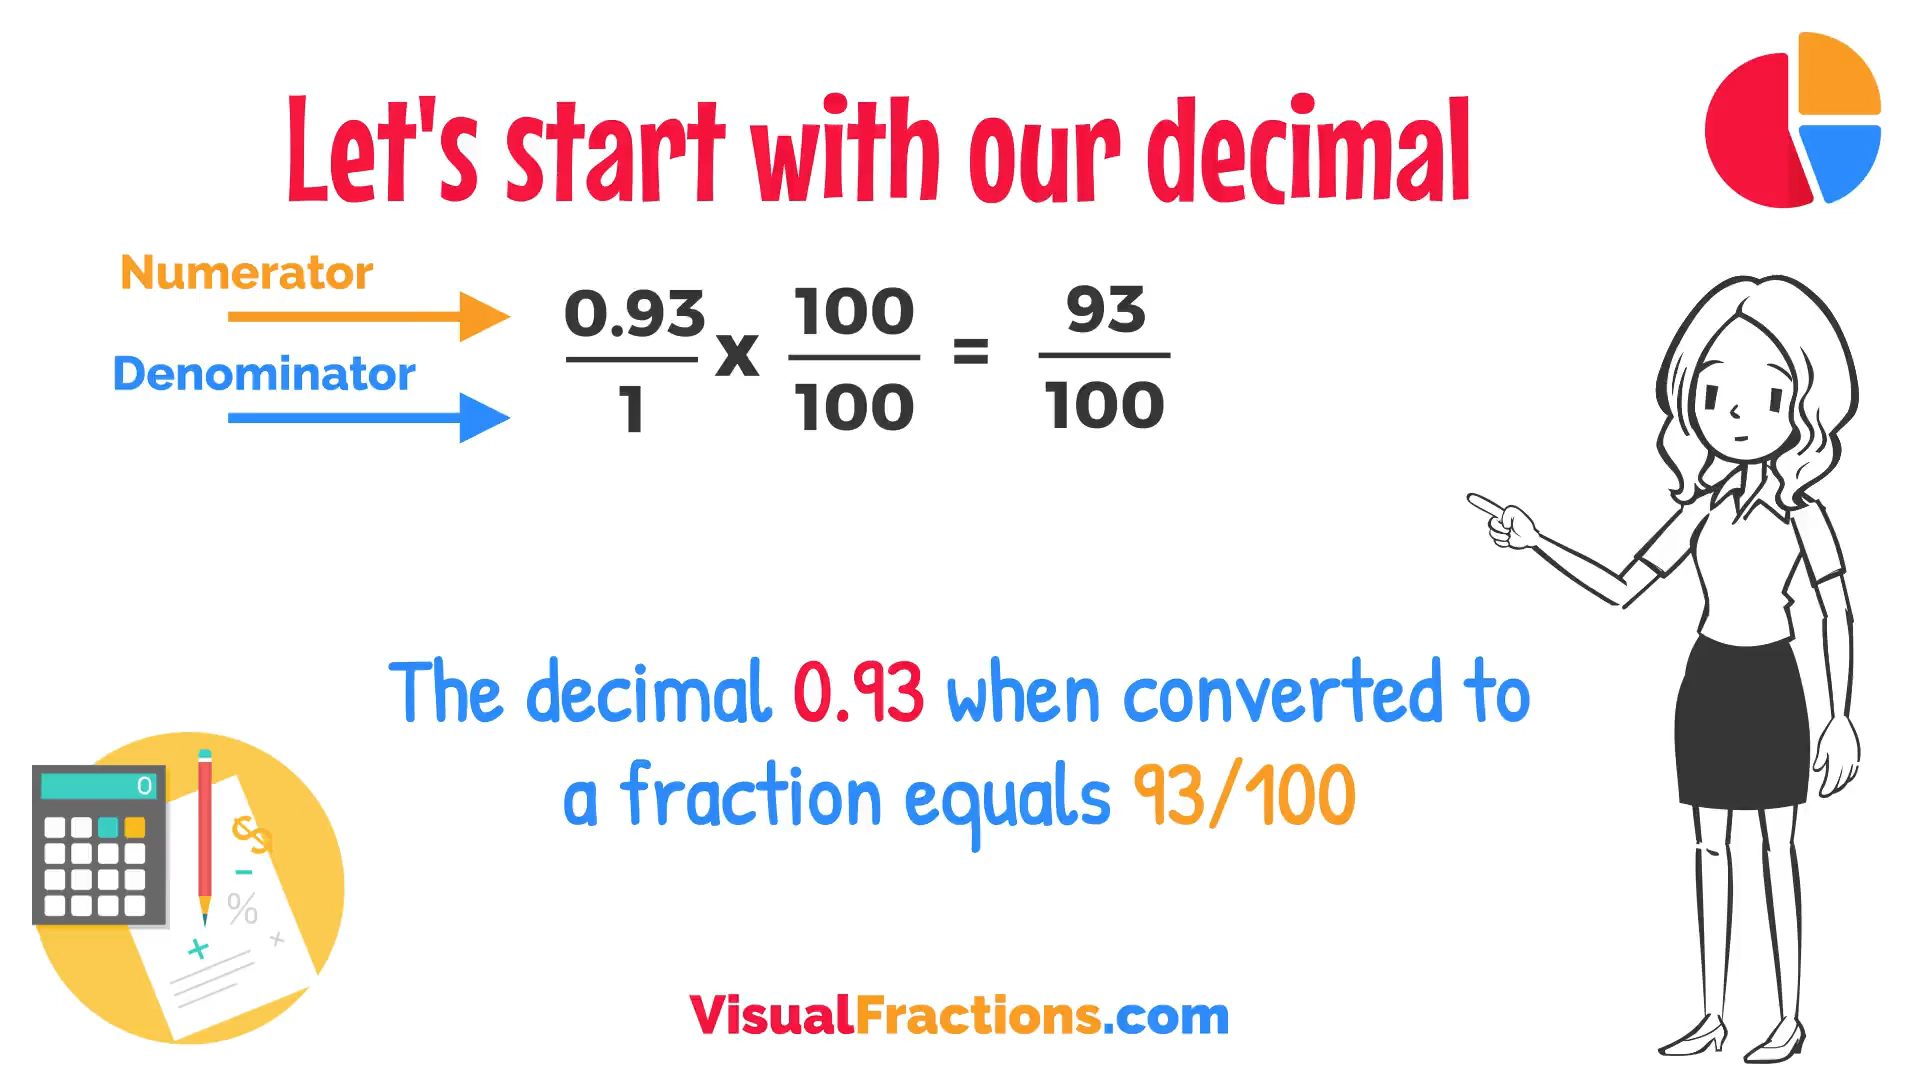 Let's start with our decimal
Numerator
Denominator
0.93 x 100 = 93
1 100 100
The decimal 0.93 when converted to
a fraction equals 93/100
0
$
-
%
+ x
VisualFractions.com